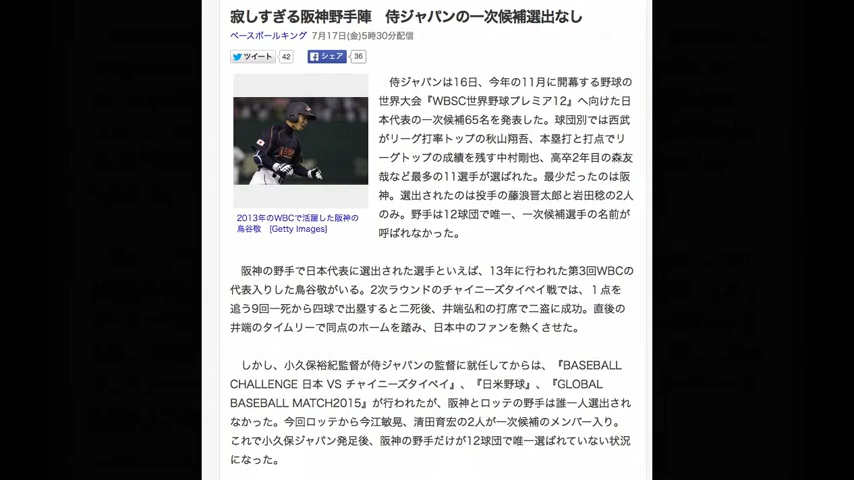 寂しすぎる阪神野手陣　侍ジャパンの一次候補選出なし
ベースボールキング 7月17日(金)5時30分配信
ツイート 42 シェア 36
侍ジャパンは16日、今年の11月に開幕する野球の
世界大会『WBSC世界野球プレミア12』へ向けた日
本代表の一次候補65名を発表した。球団別では西武
がリーグ打率トップの秋山翔吾、本塁打と打点でリ
ーグトップの成績を残す中村剛也、高卒2年目の森友
哉など最多の11選手が選ばれた。最少だったのは阪
神。選出されたのは投手の藤浪晋太郎と岩田稔の2人
のみ。野手は12球団で唯一、一次候補選手の名前が
呼ばれなかった。
2013年のWBCで活躍した阪神の
鳥谷敬　[Getty Images]
阪神の野手で日本代表に選出された選手といえば、13年に行われた第3回WBCの
代表入りした鳥谷敬がいる。2次ラウンドのチャイニーズタイペイ戦では、１点を
追う9回一死から四球で出塁すると二死後、井端弘和の打席で二盗に成功。直後の
井端のタイムリーで同点のホームを踏み、日本中のファンを熱くさせた。
しかし、小久保裕紀監督が侍ジャパンの監督に就任してからは、『BASEBALL
CHALLENGE 日本 VS チャイニーズタイペイ』、『日米野球』、『GLOBAL
BASEBALL MATCH2015』が行われたが、阪神とロッテの野手は誰一人選出され
なかった。今回ロッテから今江敏晃、清田育宏の2人が一次候補のメンバー入り。
これで小久保ジャパン発足後、阪神の野手だけが12球団で唯一選ばれていない状況
になった。